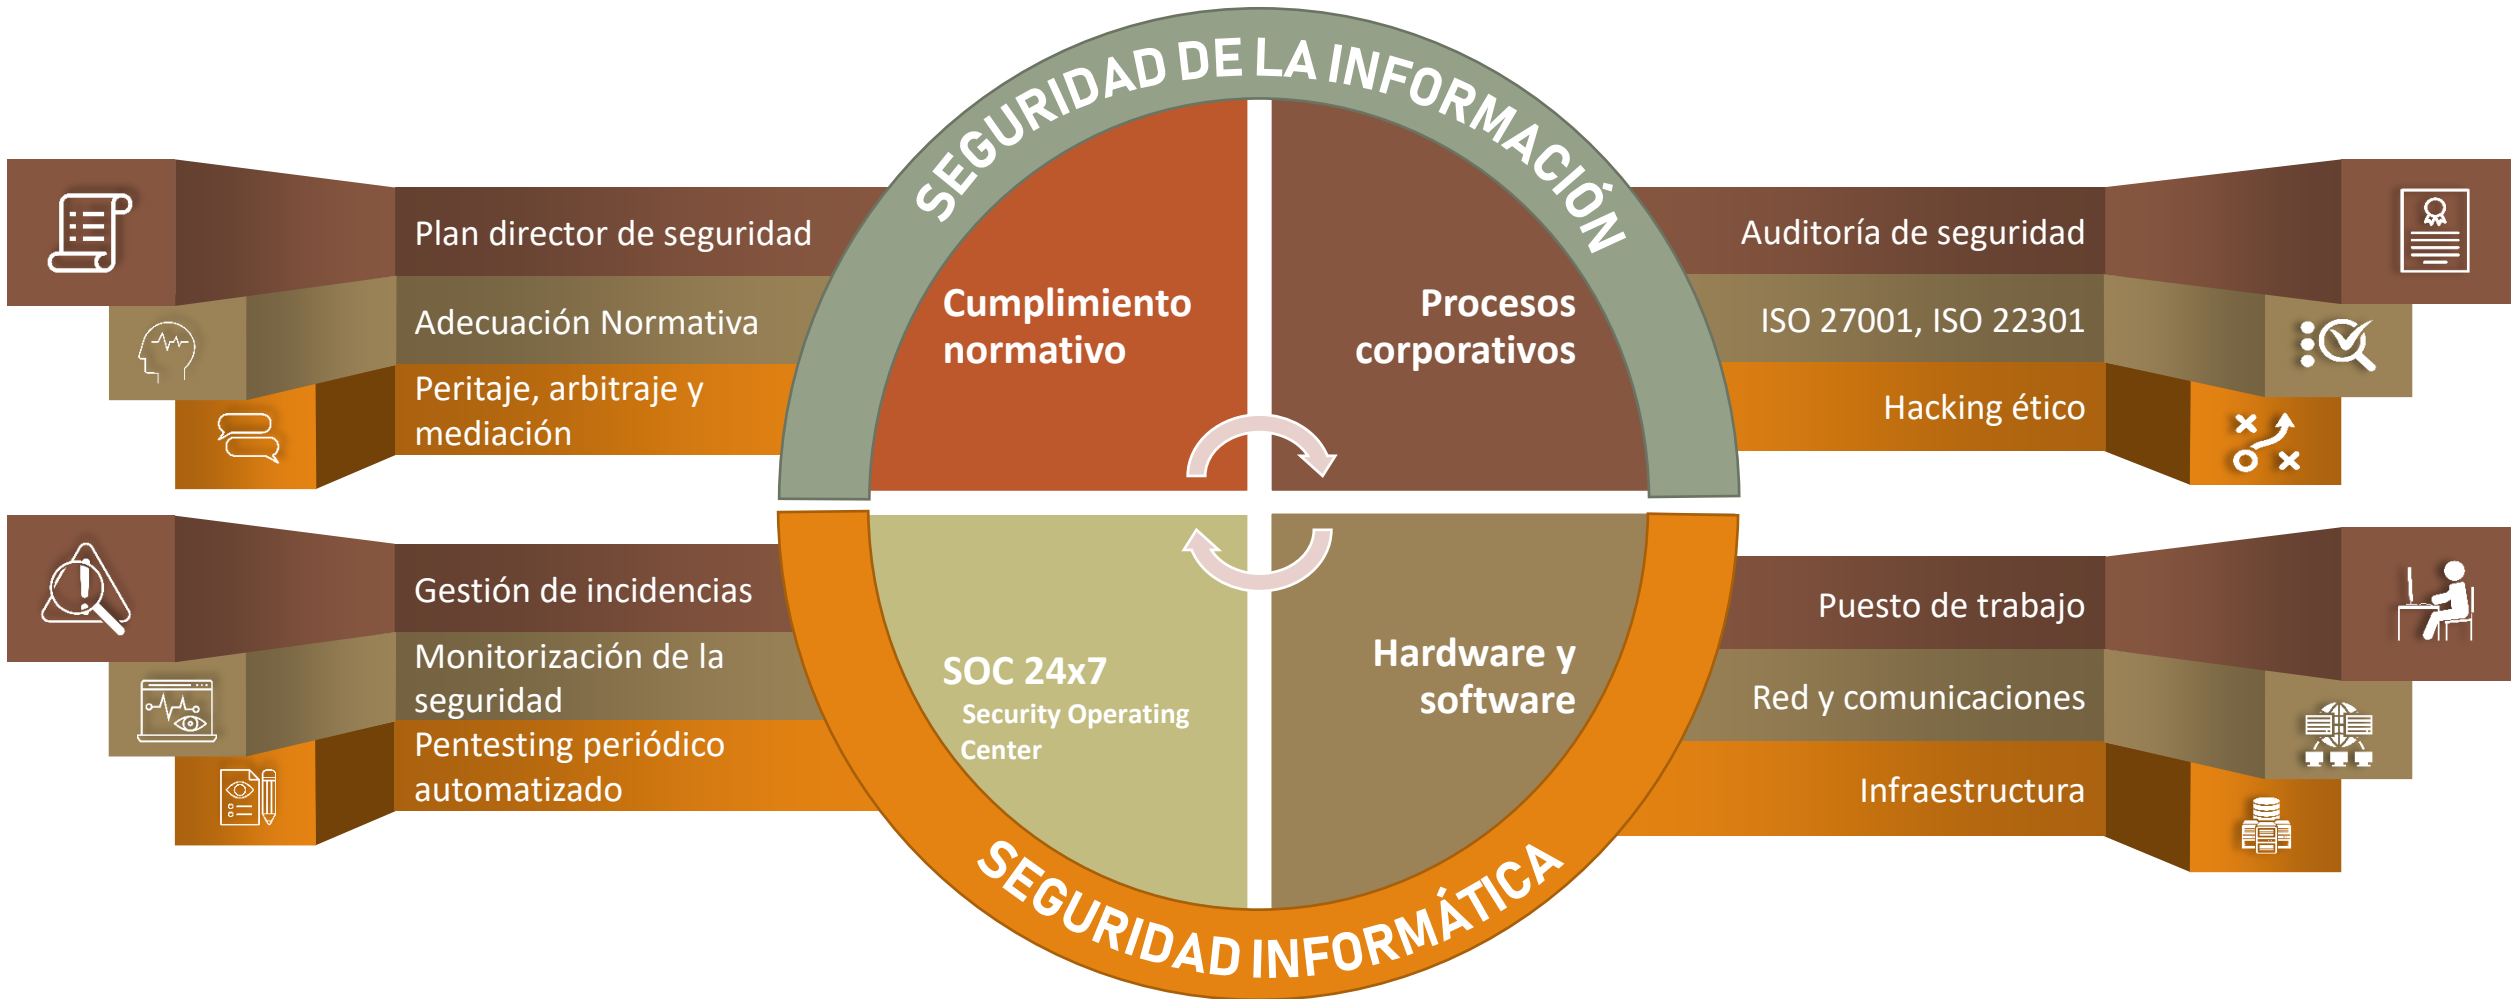 SEGURIDAD DE LA INFORMACIÓN
Plan director de seguridad
Adecuación Normativa
Peritaje, arbitraje y
mediación
Cumplimiento
normativo
Procesos
corporativos
Auditoría de seguridad
ISO 27001, ISO 22301
Hacking ético
Gestión de incidencias
Monitorización de la
seguridad
Pentesting periódico
automatizado
SOC 24x7
Security Operating
Center
Hardware y
software
Puesto de trabajo
Red y comunicaciones
Infraestructura
SEGURIDAD INFORMÁTICA